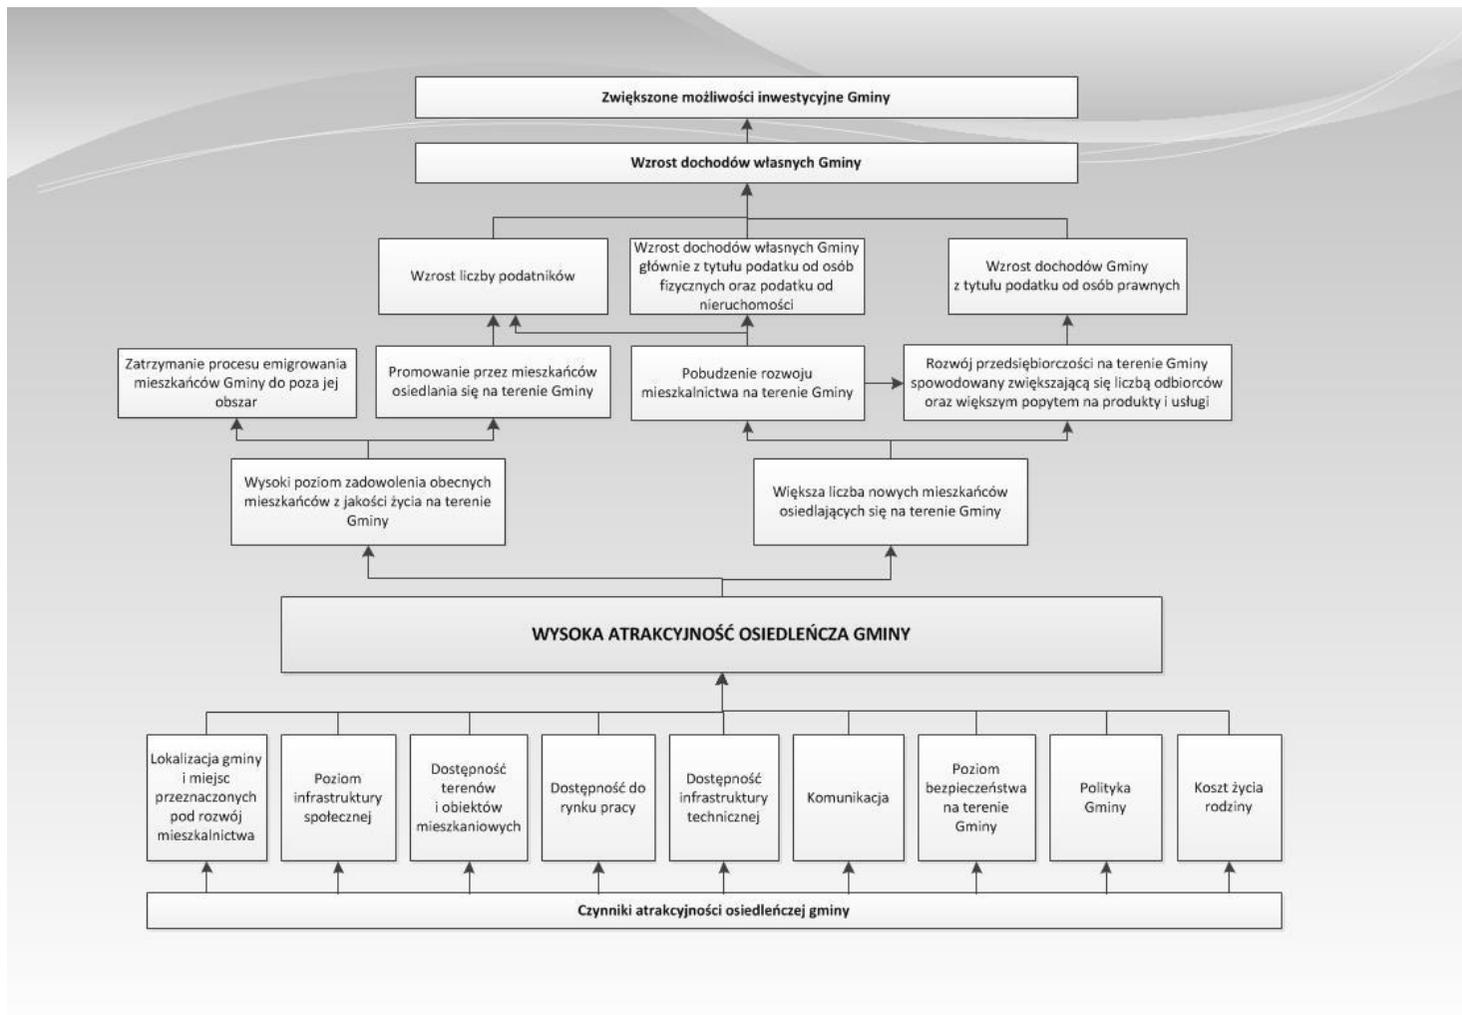 Zwiększone możliwości inwestycyjne Gminy
Wzrost dochodów własnych Gminy
Wzrost liczby podatników
Wzrost dochodów własnych Gminy
głównie z tytułu podatku od osób
fizycznych oraz podatku od
nieruchomości
Wzrost dochodów Gminy
z tytułu podatku od osób prawnych
Zatrzymanie procesu emigrowania
mieszkańców Gminy do poza jej
obszar
Promowanie przez mieszkańców
osiedlania się na terenie Gminy
Pobudzenie rozwoju
mieszkalnictwa na terenie Gminy
Rozwój przedsiębiorczości na terenie Gminy
spowodowany zwiększającą się liczbą odbiorców
oraz większym popytem na produkty i usługi
Wysoki poziom zadowolenia obecnych
mieszkańców z jakości życia na terenie
Gminy
Większa liczba nowych mieszkańców
osiedlających się na terenie Gminy
WYSOKA ATRAKCYJNOŚĆ OSIEDLEŃCZA GMINY
Lokalizacja gminy
i miejsc
przeznaczonych
pod rozwój
mieszkalnictwa
Poziom
infrastruktury
społecznej
Dostępność
terenów
i obiektów
mieszkaniowych
Dostępność do
rynku pracy
Dostępność
infrastruktury
technicznej
Komunikacja
Poziom
bezpieczeństwa
na terenie
Gminy
Polityka
Gminy
Koszt życia
rodziny
Czynniki atrakcyjności osiedleńczej gminy